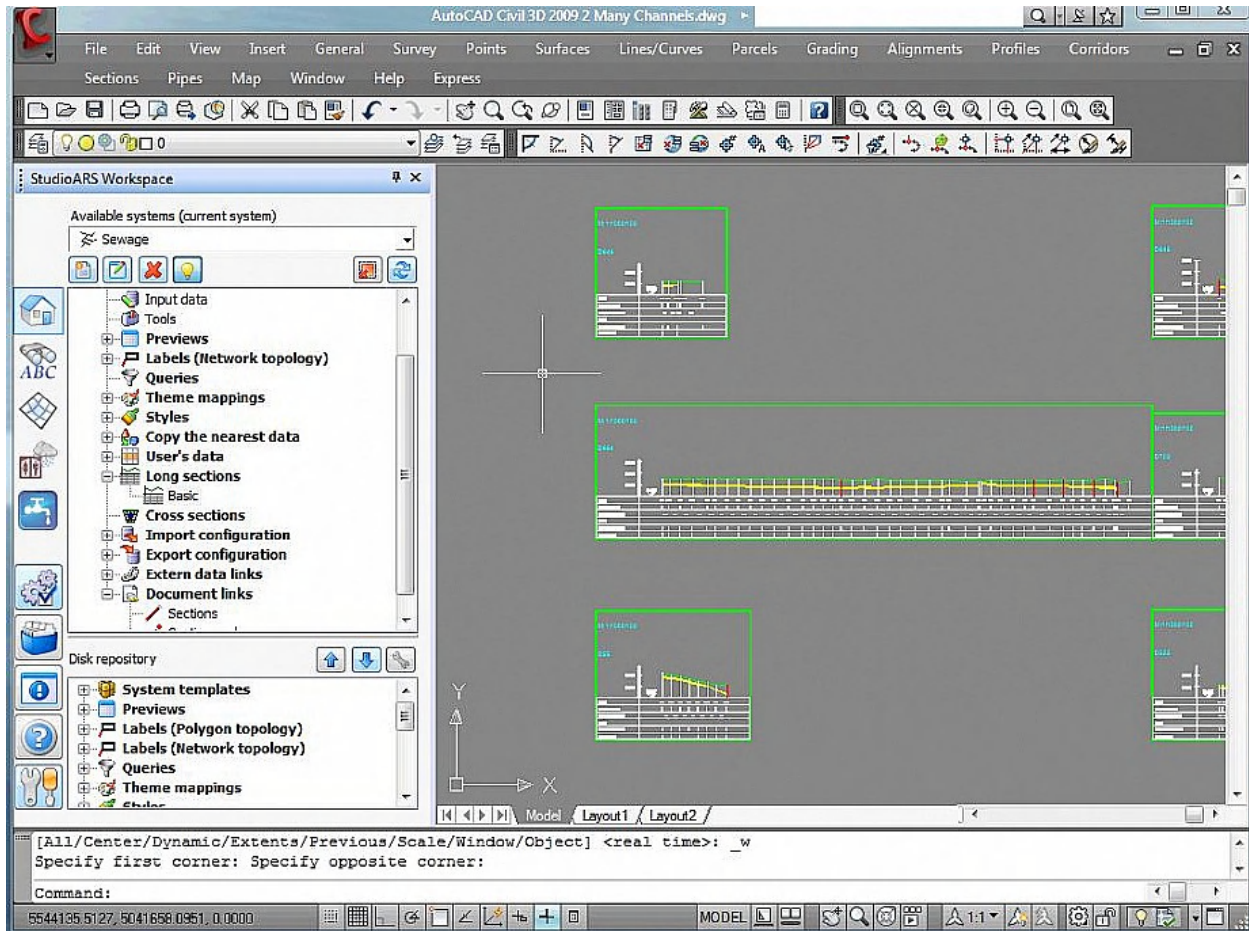 AutoCAD Civil 3D 2009 2 Many Channels.dwg
File Edit View Insert General Survey Points Surfaces Lines/Curves Parcels Grading Alignments Profiles Corridors
Sections Pipes Map Window Help Express
0
StudioARS Workspace
Available systems (current system)
Sewage
Input data
Tools
Previews
Labels (Network topology)
Queries
ABC
Theme mappings
Styles
Copy the nearest data
User's data
Long sections
Basic
Cross sections
Import configuration
Export configuration
Extern data links
Document links
Sections
Disk repository
System templates
Previews
Labels (Polygon topology)
Labels (Network topology)
Queries
Theme mappings
Styles
Y
X
Model Layout1 Layout2
[All/Center/Dynamic/Extents/Previous/Scale/Window/Object] <real time>: _w
Specify first corner: Specify opposite corner:
Command:
5544135.5127, 5041658.0951, 0.0000 MODEL 1:1